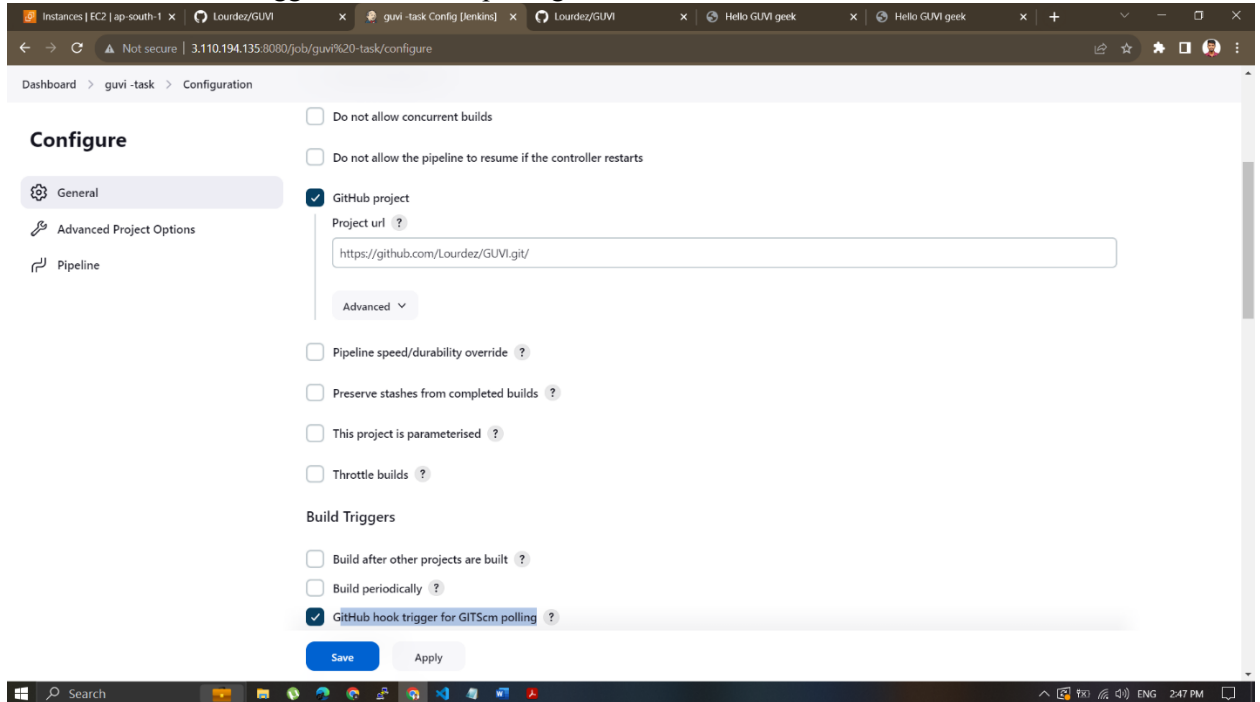 Instances | EC2 | ap-south-1
Lourdez/GUVI
guvi -task Config [Jenkins]
Lourdez/GUVI
Hello GUVI geek
Hello GUVI geek
Not secure
3.110.194.135:8080/job/guvi%20-task/configure
Dashboard > guvi -task > Configuration
Configure
General
Advanced Project Options
Pipeline
Do not allow concurrent builds
Do not allow the pipeline to resume if the controller restarts
GitHub project
Project url ?
https://github.com/Lourdez/GUVI.git/
Advanced
Pipeline speed/durability override ?
Preserve stashes from completed builds ?
This project is parameterised ?
Throttle builds ?
Build Triggers
Build after other projects are built ?
Build periodically ?
GitHub hook trigger for GITScm polling ?
Save
Apply
Search
ENG
2:47 PM